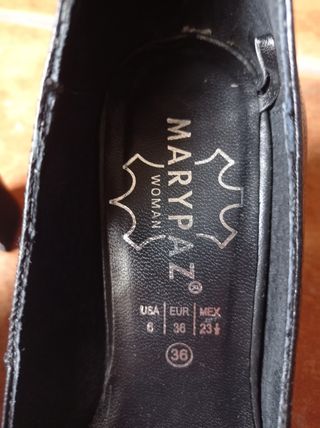 MARYPAZ
WOMAN
USA EUR MEX
6 36 23½
36